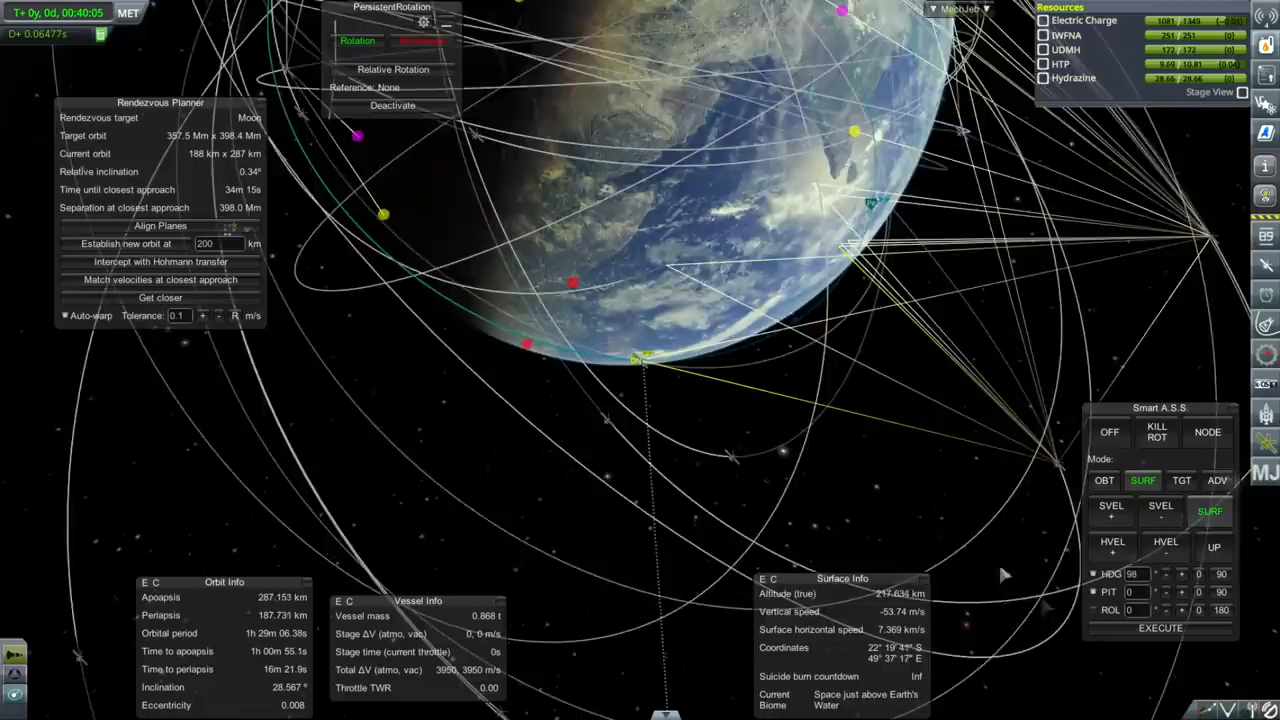 T+ 0y, 0d, 00:40:05
MET
D+ 0.06477s
PersistentRotation
Rotation
Relative Rotation
Reference: None
Deactivate
▼ MechJeb ▼
Resources
Electric Charge 1081 / 1349 (-0.03)
IWFNA 251 / 251 (0)
UDMH 172 / 172 (0)
HTP 9.69 / 10.81 (0.04)
Hydrazine 28.66 / 28.66 (0)
Stage View
Rendezvous Planner
Rendezvous target Moon
Target orbit 357.5 Mm x 398.4 Mm
Current orbit 188 km x 287 km
Relative inclination 0.34°
Time until closest approach 34m 15s
Separation at closest approach 398.0 Mm
Align Planes
Establish new orbit at 200 km
Intercept with Hohmann transfer
Match velocities at closest approach
Get closer
Auto-warp Tolerance: 0.1 + - R m/s
Pe
DN
B9
MJ
Smart A.S.S.
OFF KILL ROT NODE
Mode:
OBT SURF TGT ADV
SVEL + SVEL - SURF
HVEL + HVEL - UP
HDG 98 ° - + 0 90
PIT 0 ° - + 0 90
ROL 0 ° - + 0 180
EXECUTE
E C Orbit Info
Apoapsis 287.153 km
Periapsis 187.731 km
Orbital period 1h 29m 06.38s
Time to apoapsis 1h 00m 55.1s
Time to periapsis 16m 21.9s
Inclination 28.567 °
Eccentricity 0.008
E C Vessel Info
Vessel mass 0.868 t
Stage ΔV (atmo, vac) 0, 0 m/s
Stage time (current throttle) 0s
Total ΔV (atmo, vac) 3950, 3950 m/s
Throttle TWR 0.00
E C Surface Info
Altitude (true) 217.634 km
Vertical speed -53.74 m/s
Surface horizontal speed 7.369 km/s
Coordinates 22° 19' 41" S
49° 37' 17" E
Suicide burn countdown Inf
Current Biome Space just above Earth's Water